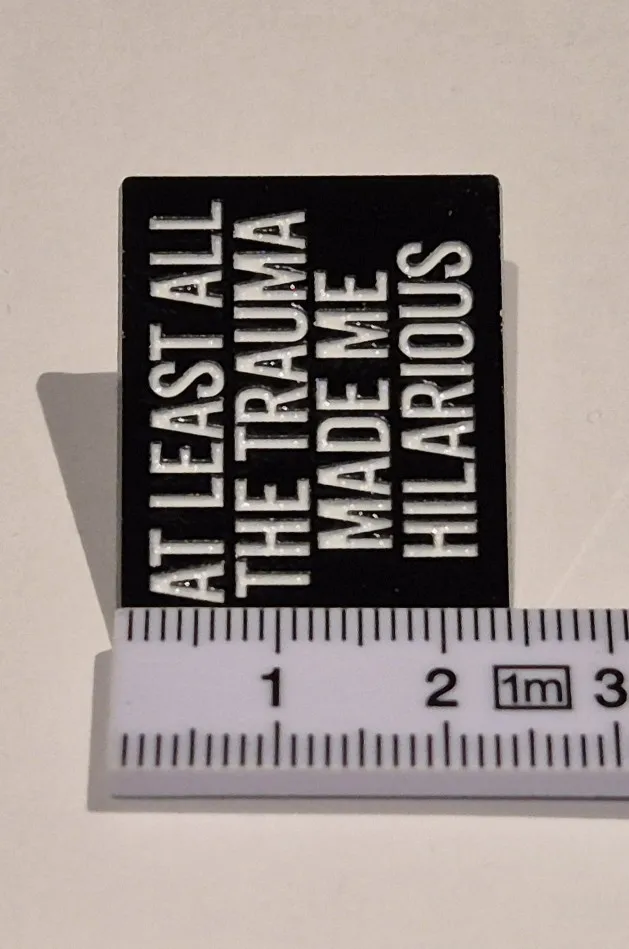 AT LEAST ALL
THE TRAUMA
MADE ME
HILARIOUS
1 2 1m 3